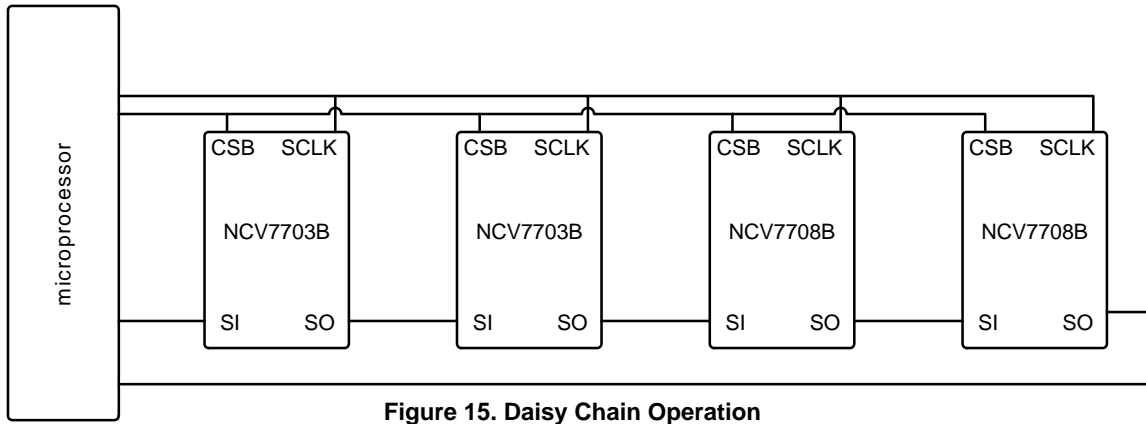 microprocessor
CSB SCLK CSB SCLK CSB SCLK CSB SCLK
NCV7703B NCV7703B NCV7708B NCV7708B
SI SO SI SO SI SO SI SO
Figure 15. Daisy Chain Operation